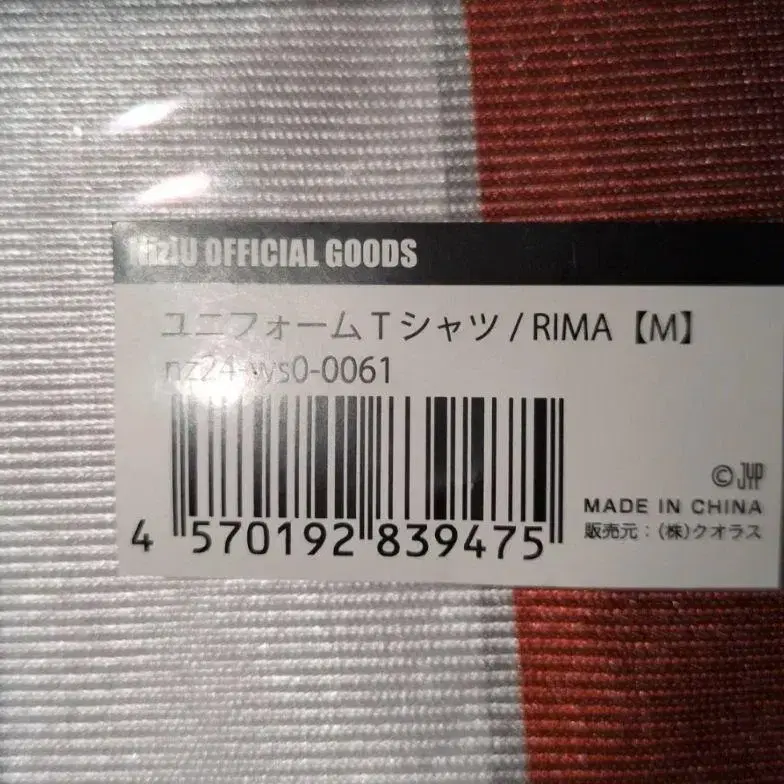 NiziU OFFICIAL GOODS
ユニフォームTシャツ/RIMA【M】
nz24-ws0-0061
4 570192 839475
©JYP
MADE IN CHINA
販売元：(株)クオラス